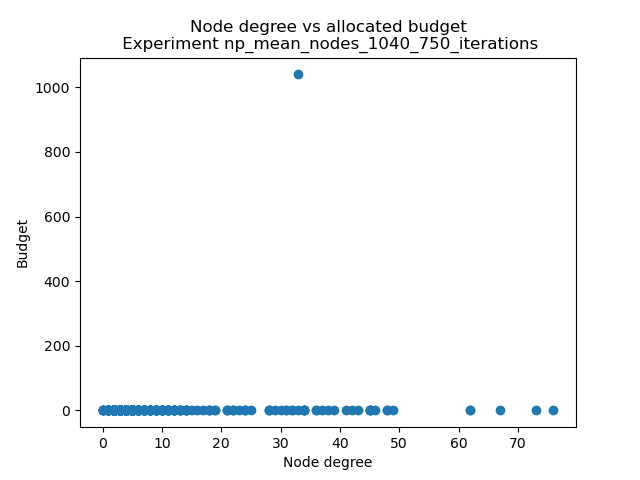 Node degree vs allocated budget
Experiment np_mean_nodes_1040_750_iterations
1000
800
600
400
200
0
Budget
0 10 20 30 40 50 60 70
Node degree